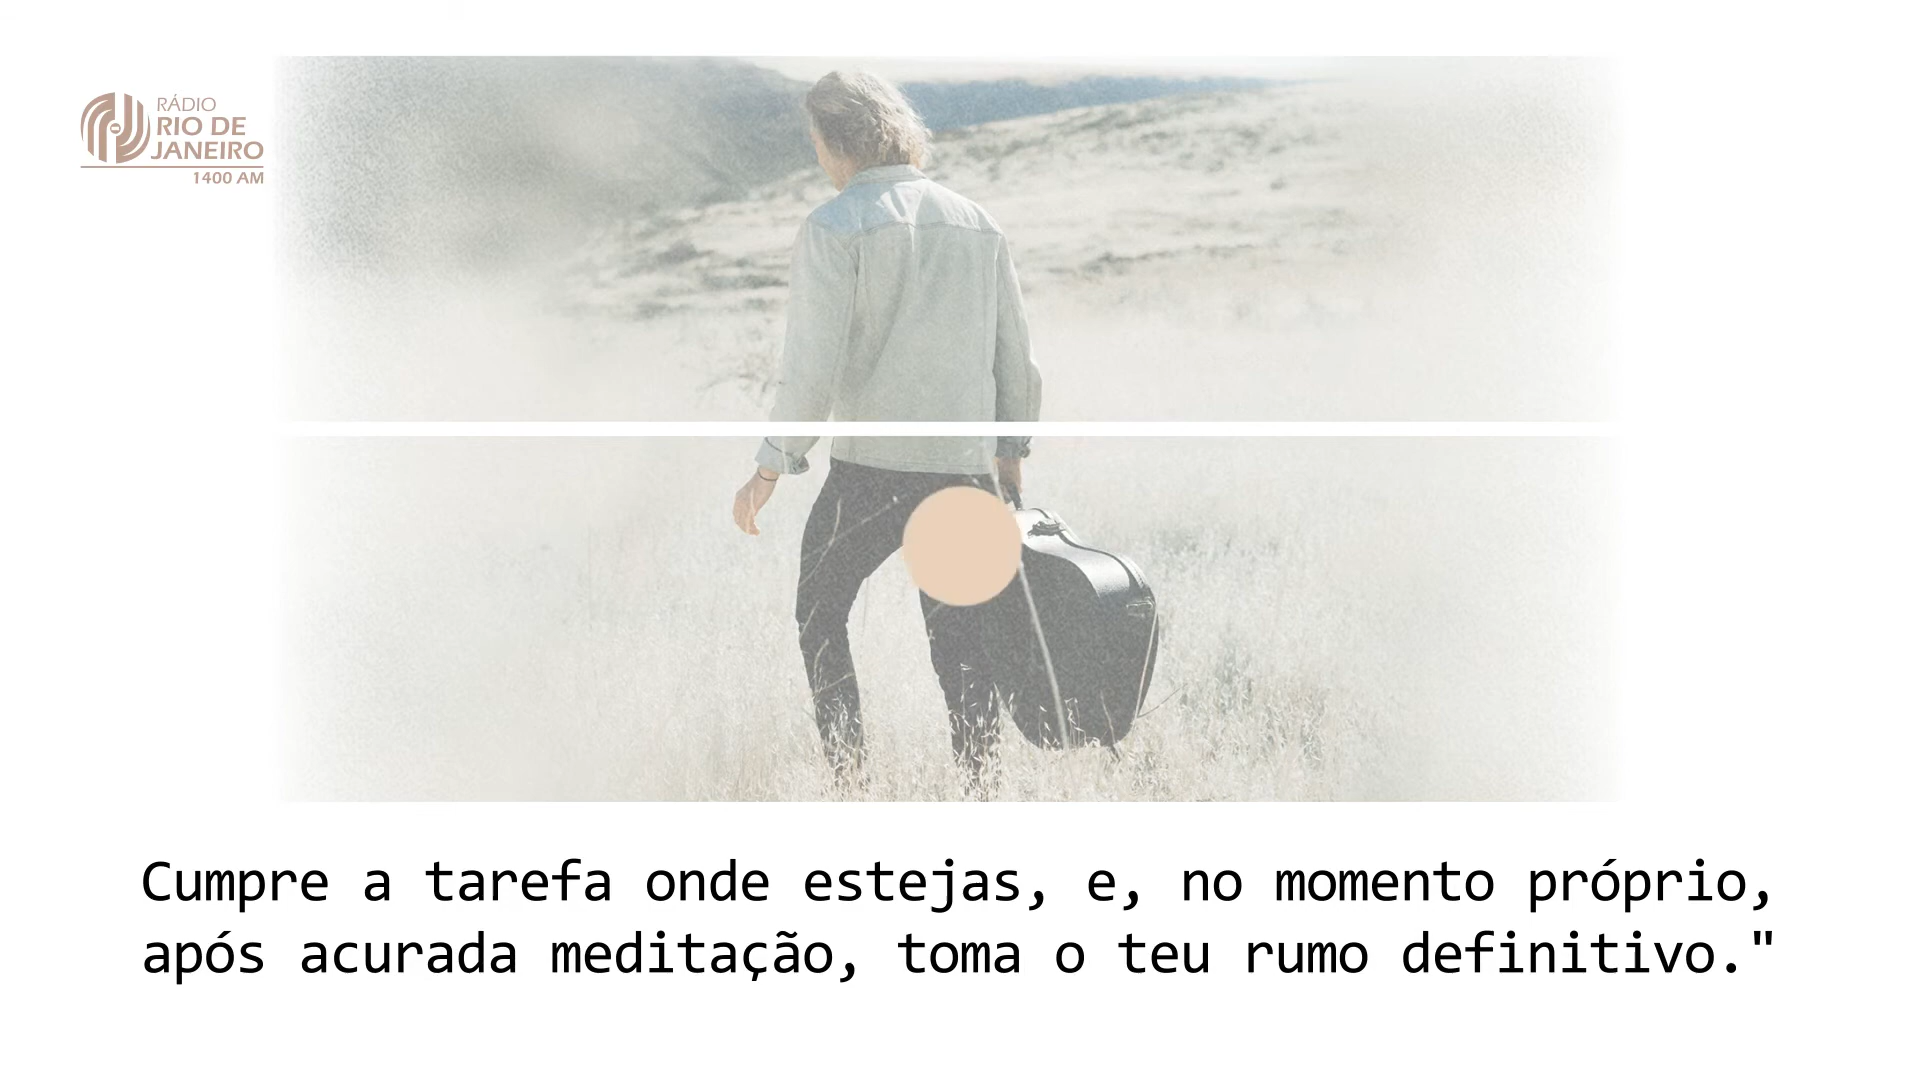 RÁDIO
RIO DE
JANEIRO
1400 AM
Cumpre a tarefa onde estejas, e, no momento próprio,
após acurada meditação, toma o teu rumo definitivo."